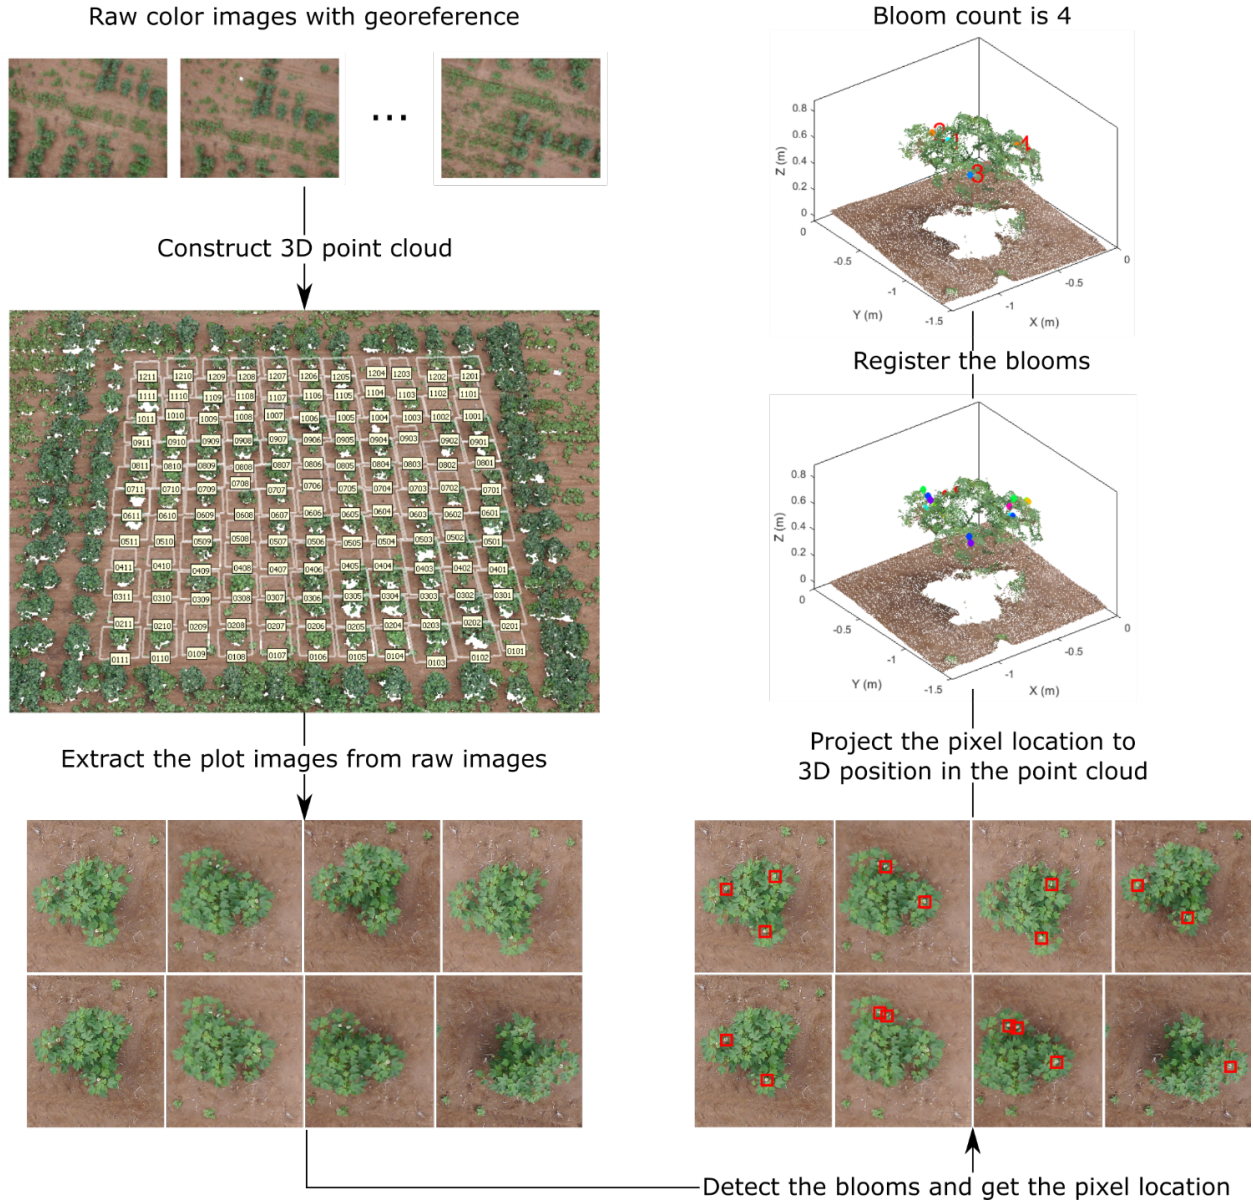 Raw color images with georeference
...
Construct 3D point cloud
1211 1210 1209 1208 1207 1206 1205 1204 1203 1202 1201
1111 1110 1109 1108 1107 1106 1105 1104 1103 1102 1101
1011 1010 1009 1008 1007 1006 1005 1004 1003 1002 1001
0911 0910 0909 0908 0907 0906 0905 0904 0903 0902 0901
0811 0810 0809 0808 0807 0806 0805 0804 0803 0802 0801
0711 0710 0709 0708 0707 0706 0705 0704 0703 0702 0701
0611 0610 0609 0608 0607 0606 0605 0604 0603 0602 0601
0511 0510 0509 0508 0507 0506 0505 0504 0503 0502 0501
0411 0410 0409 0408 0407 0406 0405 0404 0403 0402 0401
0311 0310 0309 0308 0307 0306 0305 0304 0303 0302 0301
0211 0210 0209 0208 0207 0206 0205 0204 0203 0202 0201
0111 0110 0109 0108 0107 0106 0105 0104 0103 0102 0101
Extract the plot images from raw images
Detect the blooms and get the pixel location
Project the pixel location to
3D position in the point cloud
0.8
0.6
0.4
0.2
0
Z (m)
0
-0.5
-1
-1.5
Y (m)
-1
-0.5
0
X (m)
Register the blooms
Bloom count is 4
0.8
0.6
0.4
0.2
0
Z (m)
2
1
4
3
0
-0.5
-1
-1.5
Y (m)
-1
-0.5
0
X (m)